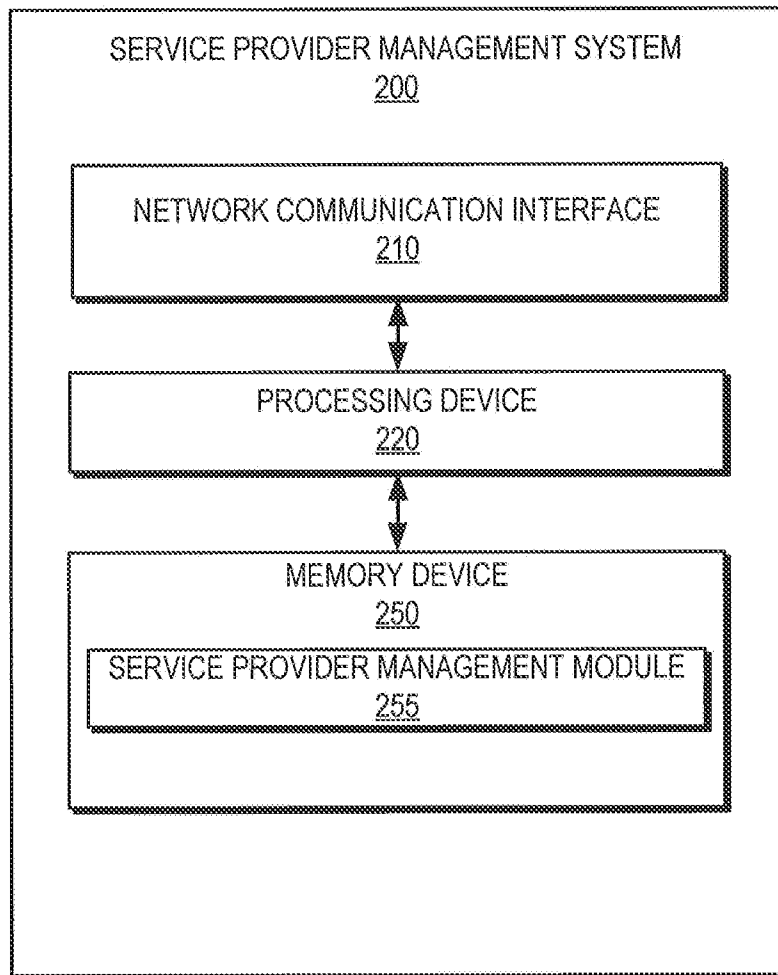 SERVICE PROVIDER MANAGEMENT SYSTEM
200
NETWORK COMMUNICATION INTERFACE
210
PROCESSING DEVICE
220
MEMORY DEVICE
250
SERVICE PROVIDER MANAGEMENT MODULE
255